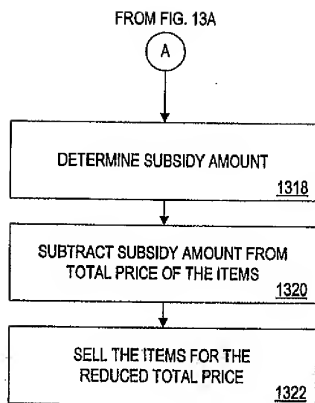 FROM FIG. 13A
A
DETERMINE SUBSIDY AMOUNT
1318
SUBTRACT SUBSIDY AMOUNT FROM
TOTAL PRICE OF THE ITEMS
1320
SELL THE ITEMS FOR THE
REDUCED TOTAL PRICE
1322